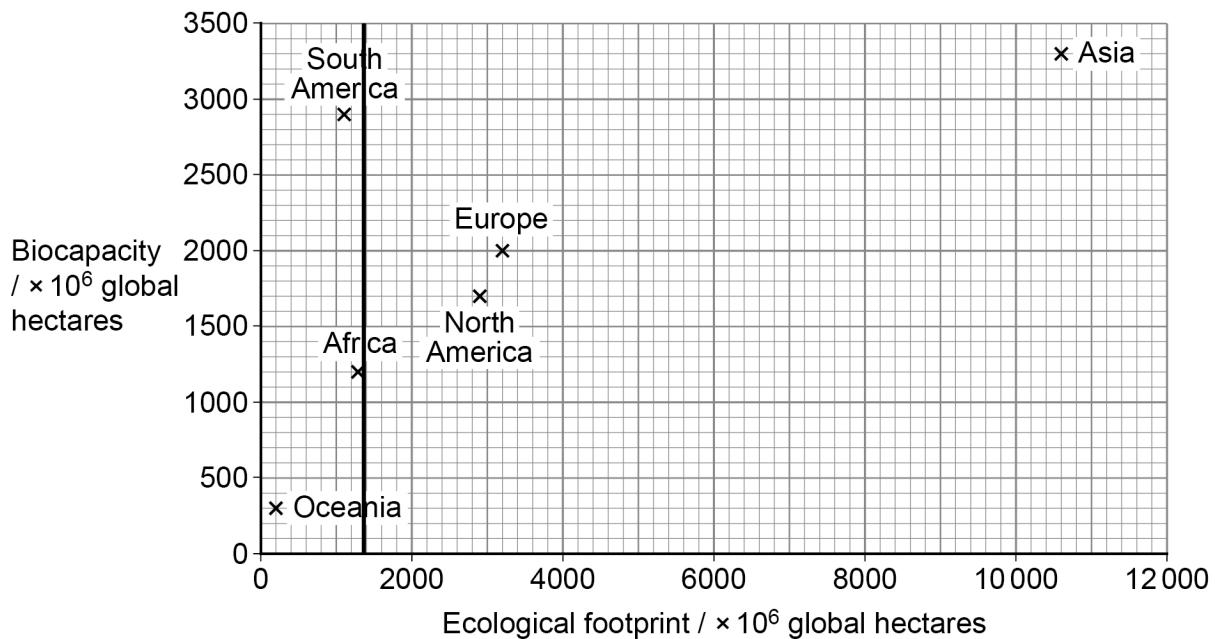 3500
3000
2500
2000
1500
1000
500
0
Biocapacity
/ × 10⁶ global
hectares
South
America
Asia
Europe
North
America
Africa
Oceania
0 2000 4000 6000 8000 10 000 12 000
Ecological footprint / × 10⁶ global hectares